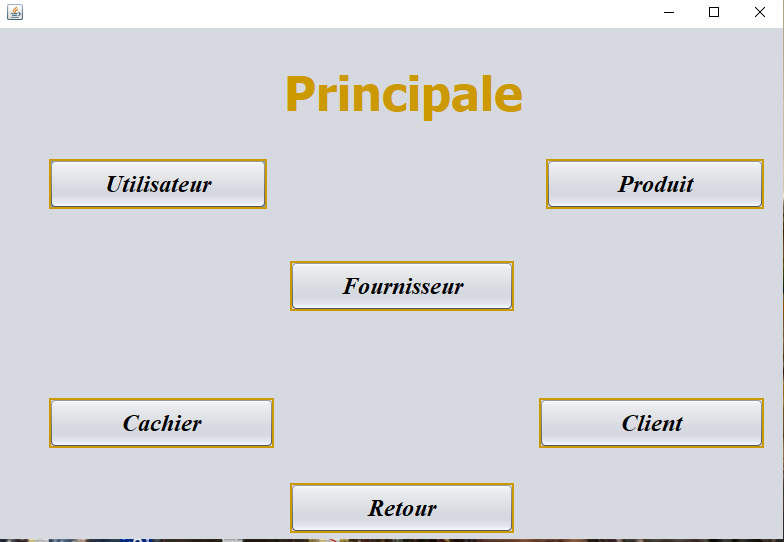 Principale
Utilisateur
Produit
Fournisseur
Cachier
Client
Retour